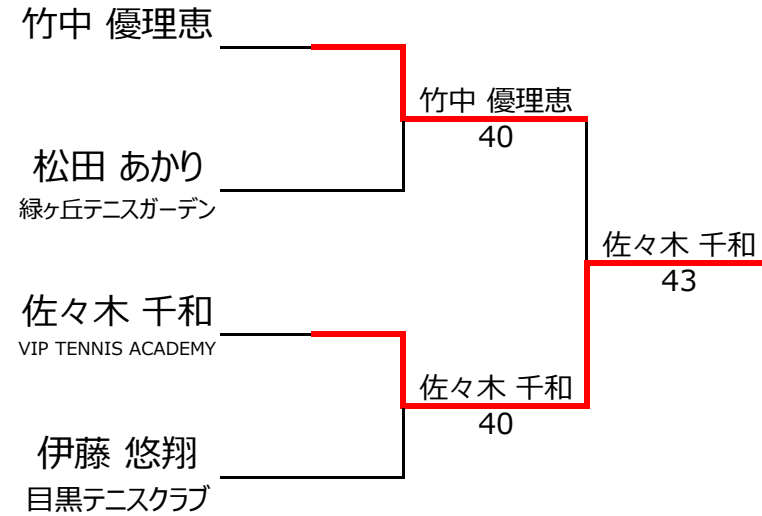 竹中 優理恵
松田 あかり
緑ヶ丘テニスガーデン
佐々木 千和
VIP TENNIS ACADEMY
伊藤 悠翔
目黒テニスクラブ
竹中 優理恵
40
佐々木 千和
40
佐々木 千和
43